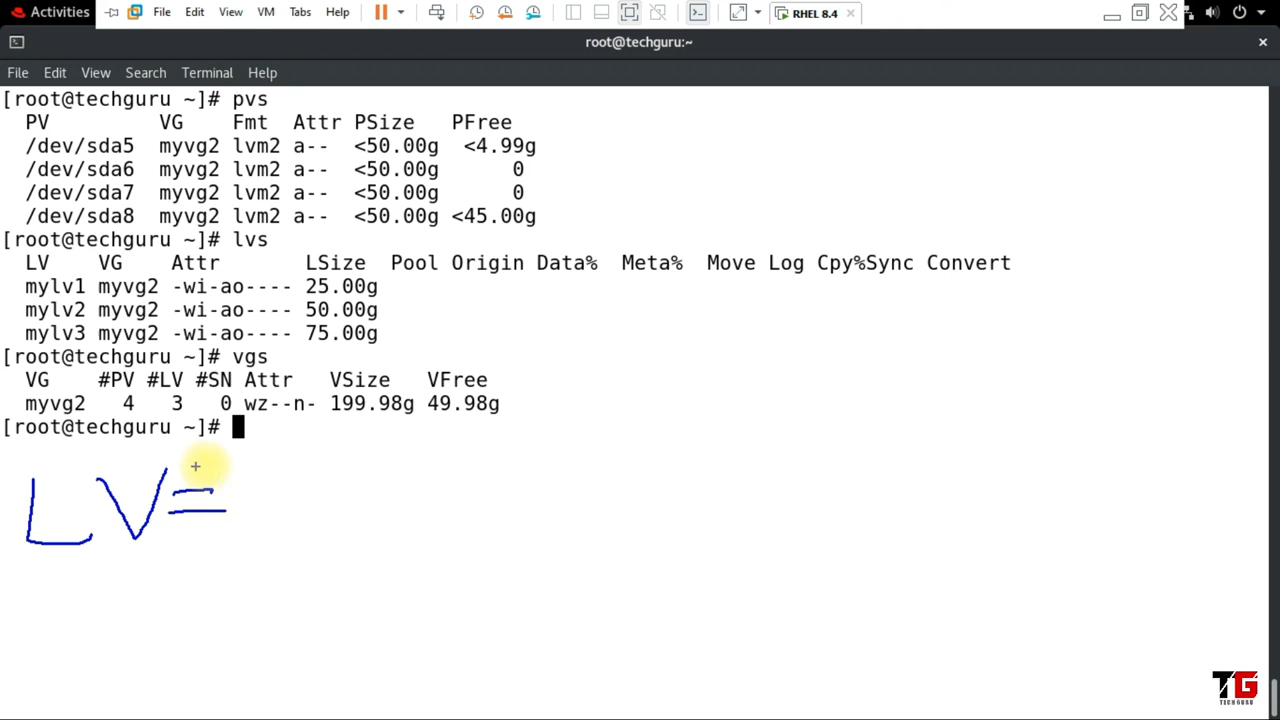 Activities File Edit View VM Tabs Help RHEL 8.4
root@techguru:~
File Edit View Search Terminal Help
[root@techguru ~]# pvs
PV VG Fmt Attr PSize PFree
/dev/sda5 myvg2 lvm2 a-- <50.00g <4.99g
/dev/sda6 myvg2 lvm2 a-- <50.00g 0
/dev/sda7 myvg2 lvm2 a-- <50.00g 0
/dev/sda8 myvg2 lvm2 a-- <50.00g <45.00g
[root@techguru ~]# lvs
LV VG Attr LSize Pool Origin Data% Meta% Move Log Cpy%Sync Convert
mylv1 myvg2 -wi-ao---- 25.00g
mylv2 myvg2 -wi-ao---- 50.00g
mylv3 myvg2 -wi-ao---- 75.00g
[root@techguru ~]# vgs
VG #PV #LV #SN Attr VSize VFree
myvg2 4 3 0 wz--n- 199.98g 49.98g
[root@techguru ~]#
LV=
TG
TECH GURU